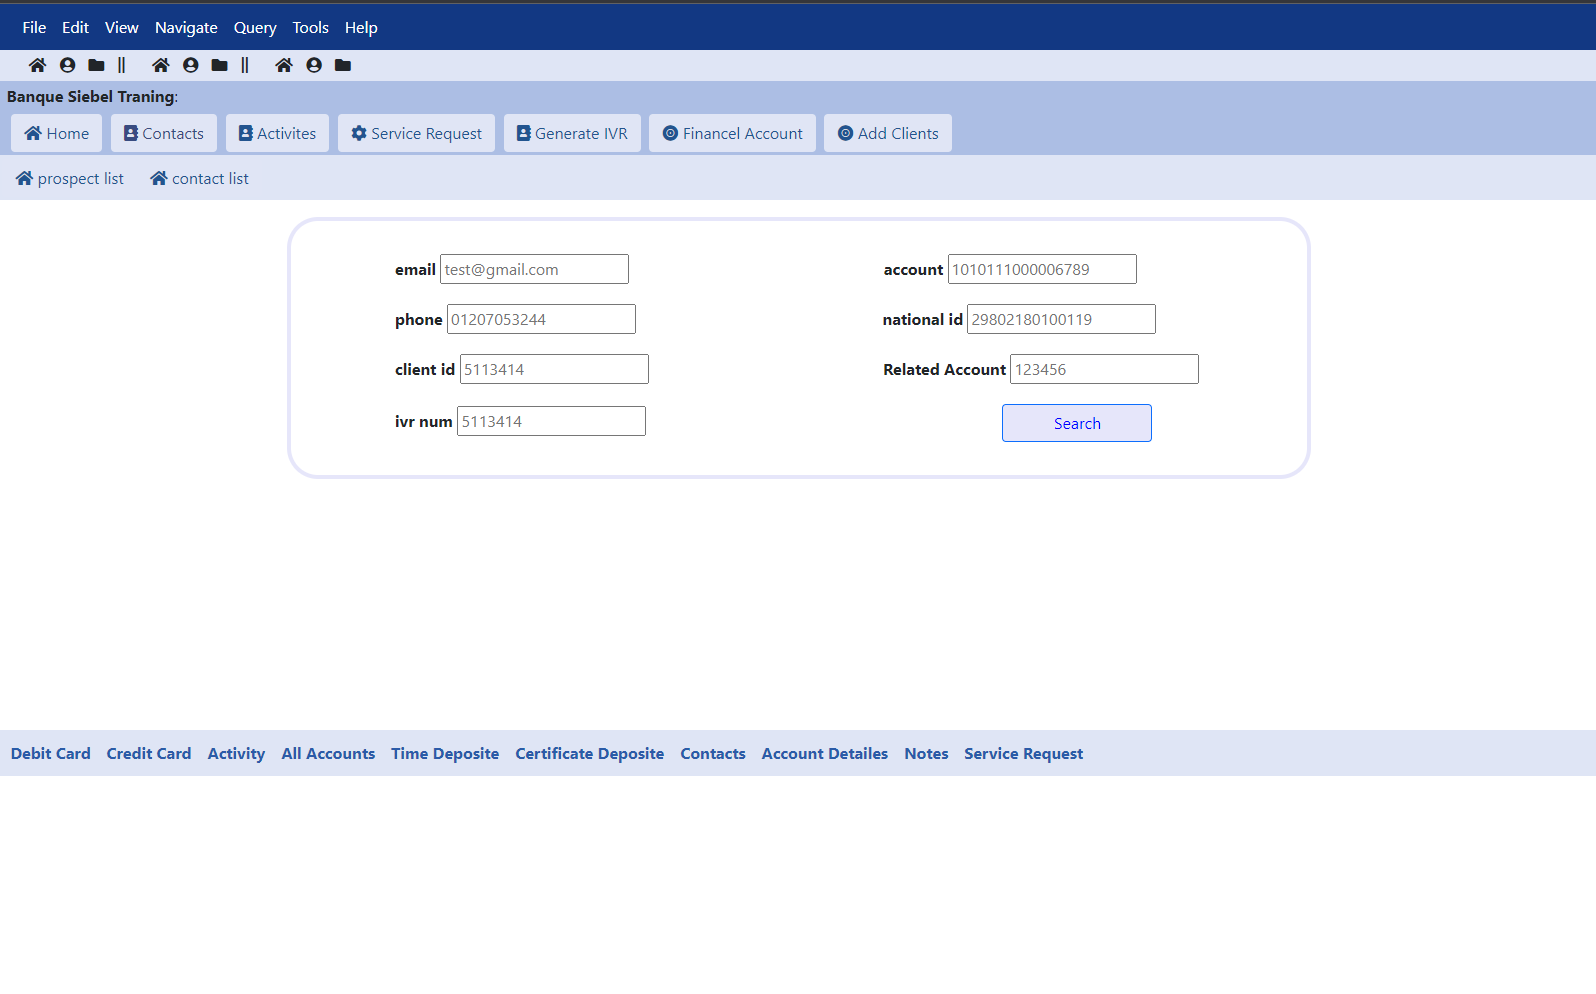 File Edit View Navigate Query Tools Help
Banque Siebel Traning:
Home Contacts Activites Service Request Generate IVR Financel Account Add Clients
prospect list contact list
email test@gmail.com account 1010111000006789
phone 01207053244 national id 29802180100119
client id 5113414 Related Account 123456
ivr num 5113414 Search
Debit Card Credit Card Activity All Accounts Time Deposite Certificate Deposite Contacts Account Detailes Notes Service Request